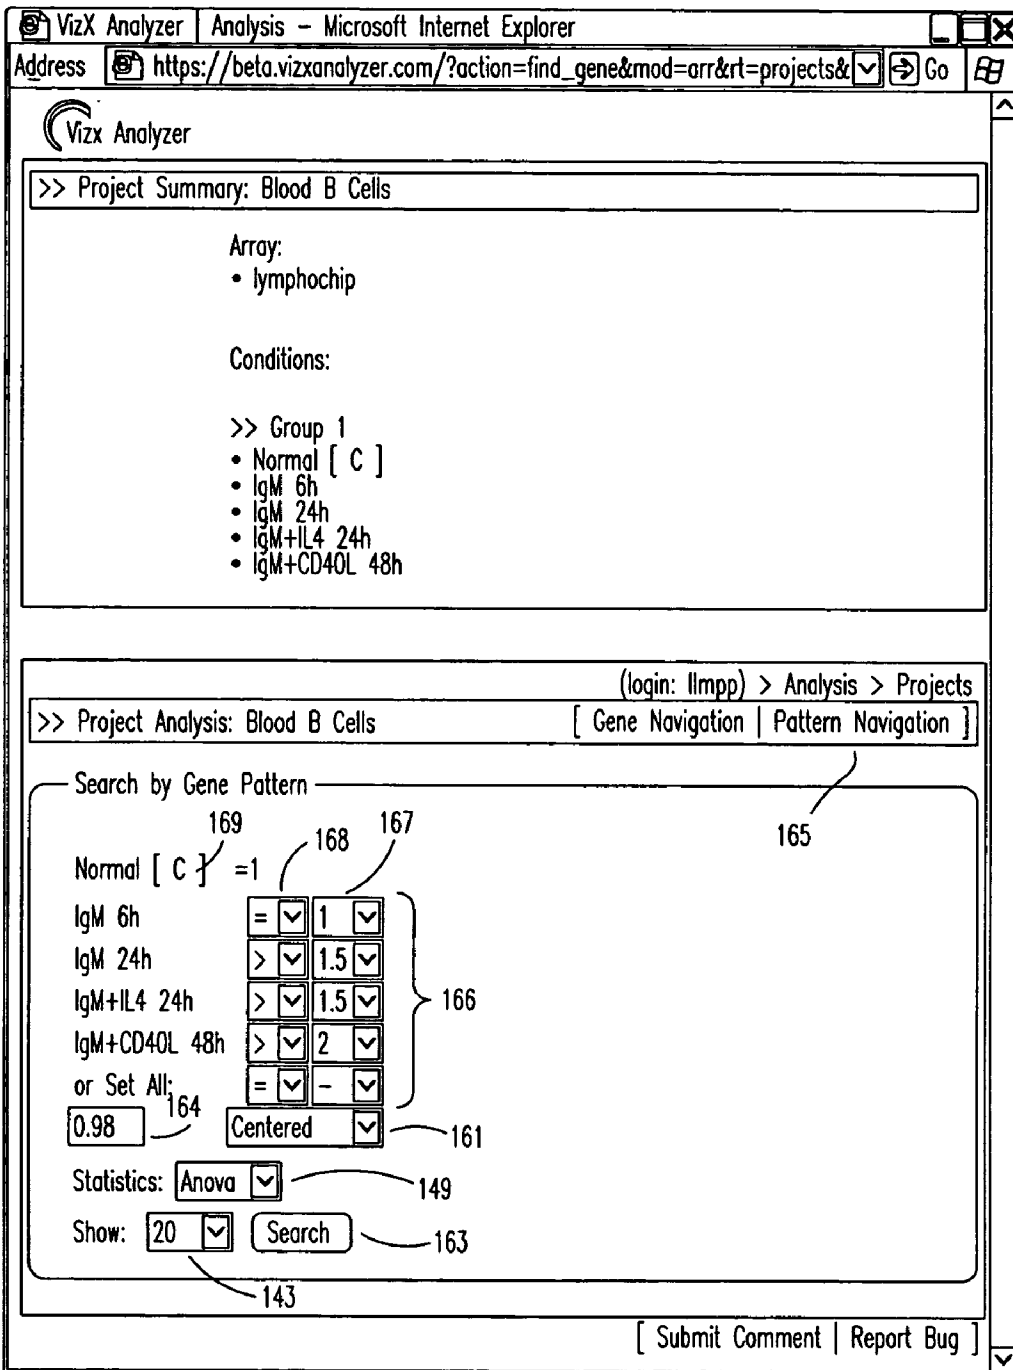 VizX Analyzer | Analysis – Microsoft Internet Explorer
Address https://beta.vizxanalyzer.com/?action=find_gene&mod=arr&rt=projects& Go
Vizx Analyzer
>> Project Summary: Blood B Cells
Array:
• lymphochip
Conditions:
>> Group 1
• Normal [ C ]
• IgM 6h
• IgM 24h
• IgM+IL4 24h
• IgM+CD40L 48h
(login: llmpp) > Analysis > Projects
>> Project Analysis: Blood B Cells [ Gene Navigation | Pattern Navigation ]
165
Search by Gene Pattern
169 168 167
Normal [ C ] =1
IgM 6h = 1
IgM 24h > 1.5
IgM+IL4 24h > 1.5 166
IgM+CD40L 48h > 2
or Set All: = –
0.98 164 Centered 161
Statistics: Anova 149
Show: 20 Search 163
143
[ Submit Comment | Report Bug ]